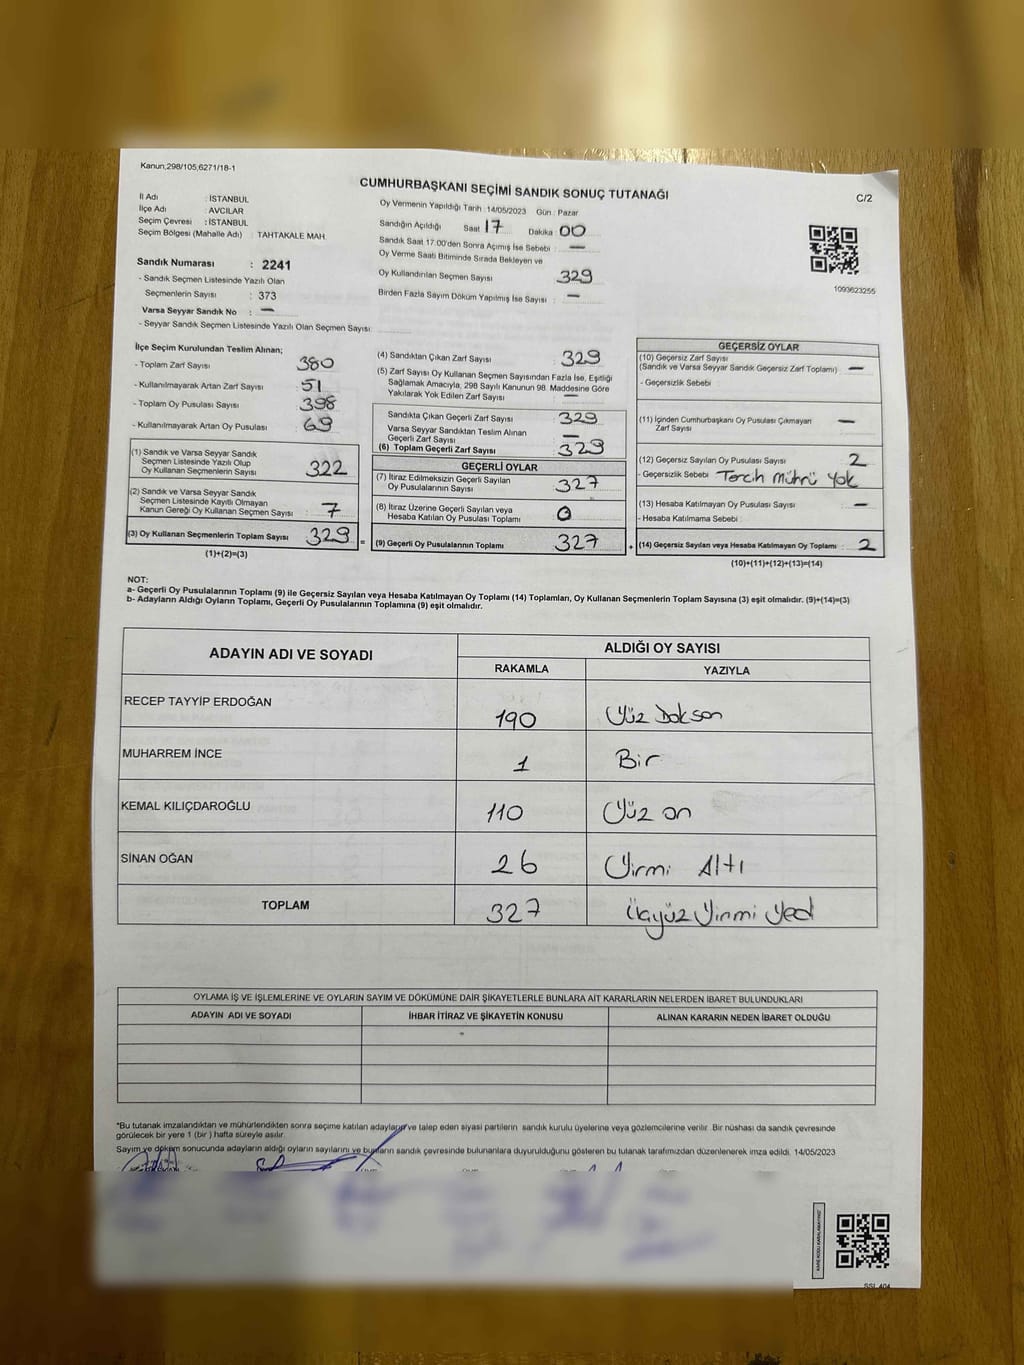 Kanun,298/105,6271/18-1
CUMHURBAŞKANI SEÇİMİ SANDIK SONUÇ TUTANAĞI
C/2
İl Adı : İSTANBUL
İlçe Adı : AVCILAR
Seçim Çevresi : İSTANBUL
Seçim Bölgesi (Mahalle Adı) : TAHTAKALE MAH.
Sandık Numarası : 2241
- Sandık Seçmen Listesinde Yazılı Olan
Seçmenlerin Sayısı : 373
Varsa Seyyar Sandık No : —
- Seyyar Sandık Seçmen Listesinde Yazılı Olan Seçmen Sayısı:
Oy Vermenin Yapıldığı Tarih : 14/05/2023 Gün : Pazar
Sandığın Açıldığı Saat 17 Dakika : 00
Sandık Saat 17.00'den Sonra Açılmış İse Sebebi : —
Oy Verme Saati Bitiminde Sırada Bekleyen ve
Oy Kullandırılan Seçmen Sayısı 329
Birden Fazla Sayım Döküm Yapılmış İse Sayısı : —
1093623255
İlçe Seçim Kurulundan Teslim Alınan;
- Toplam Zarf Sayısı : 380
- Kullanılmayarak Artan Zarf Sayısı : 51
- Toplam Oy Pusulası Sayısı : 398
- Kullanılmayarak Artan Oy Pusulası : 69
(1) Sandık ve Varsa Seyyar Sandık
Seçmen Listesinde Yazılı Olup
Oy Kullanan Seçmenlerin Sayısı : 322
(2) Sandık ve Varsa Seyyar Sandık
Seçmen Listesinde Kayıtlı Olmayan
Kanun Gereği Oy Kullanan Seçmen Sayısı : 7
(3) Oy Kullanan Seçmenlerin Toplam Sayısı : 329 =
(1)+(2)=(3)
(4) Sandıktan Çıkan Zarf Sayısı : 329
(5) Zarf Sayısı Oy Kullanan Seçmen Sayısından Fazla İse, Eşitliği
Sağlamak Amacıyla, 298 Sayılı Kanunun 98. Maddesine Göre
Yakılarak Yok Edilen Zarf Sayısı : —
Sandıkta Çıkan Geçerli Zarf Sayısı : 329
Varsa Seyyar Sandıktan Teslim Alınan
Geçerli Zarf Sayısı : —
(6) Toplam Geçerli Zarf Sayısı : 329
GEÇERLİ OYLAR
(7) İtiraz Edilmeksizin Geçerli Sayılan
Oy Pusulalarının Sayısı : 327
(8) İtiraz Üzerine Geçerli Sayılan veya
Hesaba Katılan Oy Pusulası Toplamı : 0
(9) Geçerli Oy Pusulalarının Toplamı : 327 +
GEÇERSİZ OYLAR
(10) Geçersiz Zarf Sayısı
(Sandık ve Varsa Seyyar Sandık Geçersiz Zarf Toplamı) : —
- Geçersizlik Sebebi :
(11) İçinden Cumhurbaşkanı Oy Pusulası Çıkmayan
Zarf Sayısı : —
(12) Geçersiz Sayılan Oy Pusulası Sayısı : 2
- Geçersizlik Sebebi : Tercih mührü yok
(13) Hesaba Katılmayan Oy Pusulası Sayısı : —
- Hesaba Katılmama Sebebi :
(14) Geçersiz Sayılan veya Hesaba Katılmayan Oy Toplamı : 2
(10)+(11)+(12)+(13)=(14)
NOT:
a- Geçerli Oy Pusulalarının Toplamı (9) ile Geçersiz Sayılan veya Hesaba Katılmayan Oy Toplamı (14) Toplamları, Oy Kullanan Seçmenlerin Toplam Sayısına (3) eşit olmalıdır. (9)+(14)=(3)
b- Adayların Aldığı Oyların Toplamı, Geçerli Oy Pusulalarının Toplamına (9) eşit olmalıdır.
ADAYIN ADI VE SOYADI ALDIĞI OY SAYISI
RAKAMLA YAZIYLA
RECEP TAYYİP ERDOĞAN 190 Yüz Doksan
MUHARREM İNCE 1 Bir
KEMAL KILIÇDAROĞLU 110 Yüz on
SİNAN OĞAN 26 Yirmi Altı
TOPLAM 327 Üçyüz Yirmi Yedi
OYLAMA İŞ VE İŞLEMLERİNE VE OYLARIN SAYIM VE DÖKÜMÜNE DAİR ŞİKAYETLERLE BUNLARA AİT KARARLARIN NELERDEN İBARET BULUNDUKLARI
ADAYIN ADI VE SOYADI İHBAR İTİRAZ VE ŞİKAYETİN KONUSU ALINAN KARARIN NEDEN İBARET OLDUĞU
*Bu tutanak imzalandıktan ve mühürlendikten sonra seçime katılan adaylara ve talep eden siyasi partilerin sandık kurulu üyelerine veya gözlemcilerine verilir. Bir nüshası da sandık çevresinde
görülecek bir yere 1 (bir ) hafta süreyle asılır.
Sayım ve döküm sonucunda adayların aldığı oyların sayılarını ve bunların sandık çevresinde bulunanlara duyurulduğunu gösteren bu tutanak tarafımızdan düzenlenerek imza edildi. 14/05/2023
SSL 404